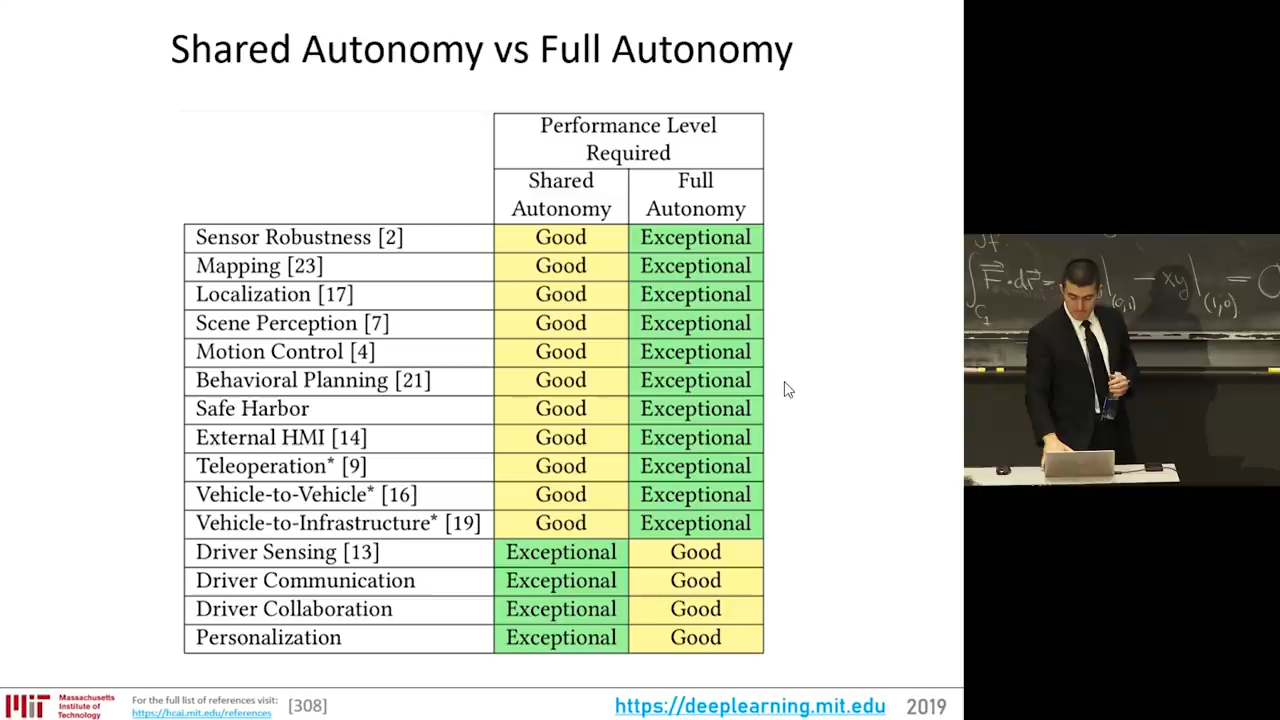 Shared Autonomy vs Full Autonomy
Performance Level
Required
Shared
Autonomy
Full
Autonomy
Sensor Robustness [2] Good Exceptional
Mapping [23] Good Exceptional
Localization [17] Good Exceptional
Scene Perception [7] Good Exceptional
Motion Control [4] Good Exceptional
Behavioral Planning [21] Good Exceptional
Safe Harbor Good Exceptional
External HMI [14] Good Exceptional
Teleoperation* [9] Good Exceptional
Vehicle-to-Vehicle* [16] Good Exceptional
Vehicle-to-Infrastructure* [19] Good Exceptional
Driver Sensing [13] Exceptional Good
Driver Communication Exceptional Good
Driver Collaboration Exceptional Good
Personalization Exceptional Good
MIT
Massachusetts
Institute of
Technology
For the full list of references visit:
https://hcai.mit.edu/references
[308]
https://deeplearning.mit.edu
2019